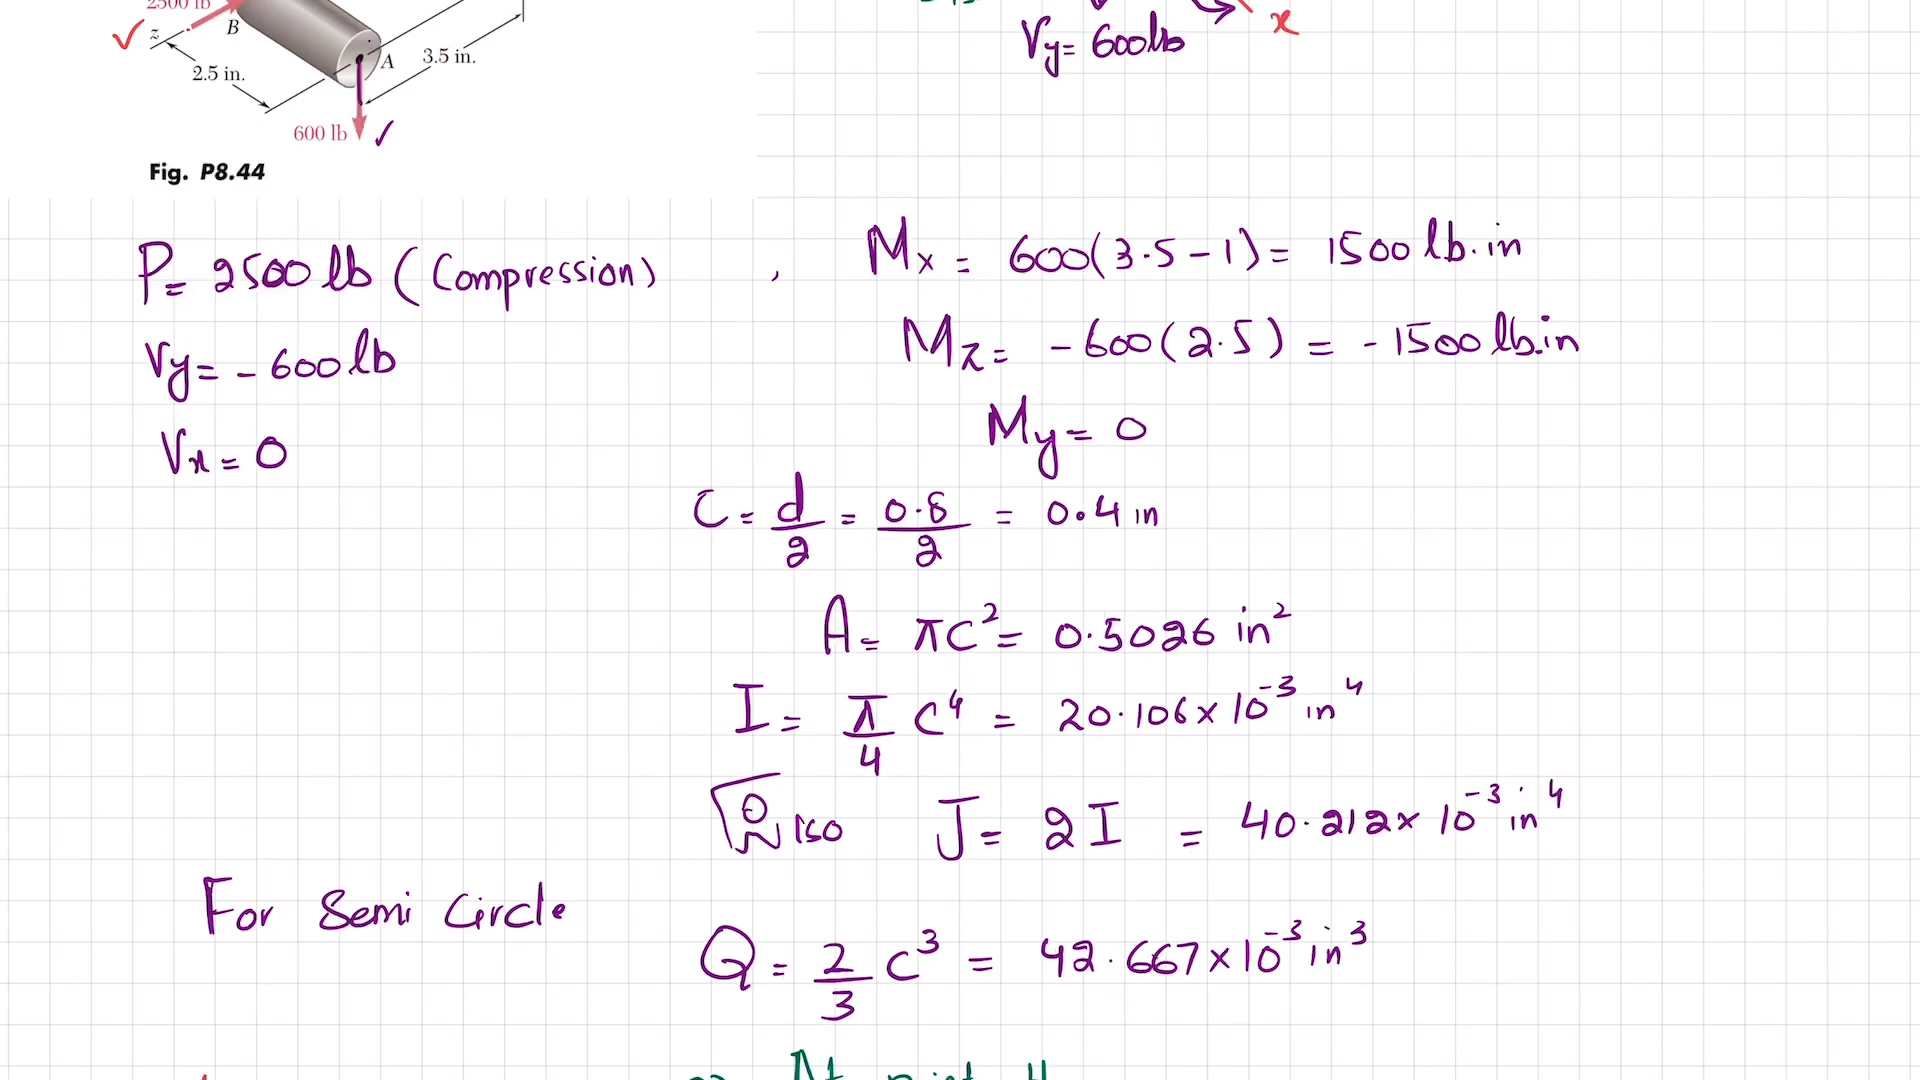 2500 lb
z
B
2.5 in.
A
3.5 in.
600 lb
Fig. P8.44
Vy= 600lb
x
P= 2500 lb (Compression)
Vy= - 600 lb
Vx= 0
,
Mx = 600(3.5-1)= 1500 lb.in
Mz= -600(2.5) = -1500 lb.in
My= 0
C= d/2 = 0.8/2 = 0.4 in
A= πc²= 0.5026 in²
I= π/4 c⁴ = 20.106×10⁻³ in⁴
J= 2I = 40.212×10⁻³ in⁴
For Semi Circle
Q= 2/3 c³ = 42.667×10⁻³ in³